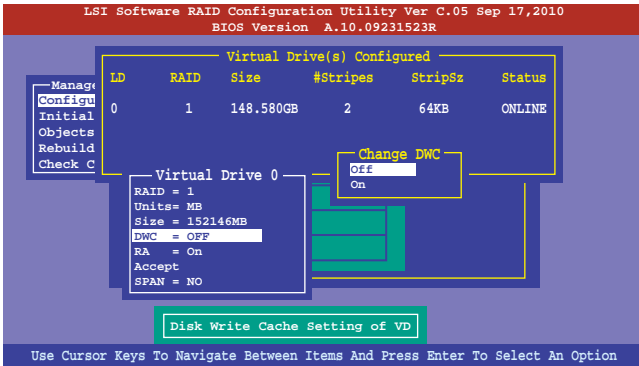 LSI Software RAID Configuration Utility Ver C.05 Sep 17,2010
BIOS Version A.10.09231523R
Virtual Drive(s) Configured
LD RAID Size #Stripes StripSz Status
0 1 148.580GB 2 64KB ONLINE
Manage
Configu
Initial
Objects
Rebuild
Check C
Change DWC
Off
On
Virtual Drive 0
RAID = 1
Units= MB
Size = 152146MB
DWC = OFF
RA = On
Accept
SPAN = NO
Disk Write Cache Setting of VD
Use Cursor Keys To Navigate Between Items And Press Enter To Select An Option